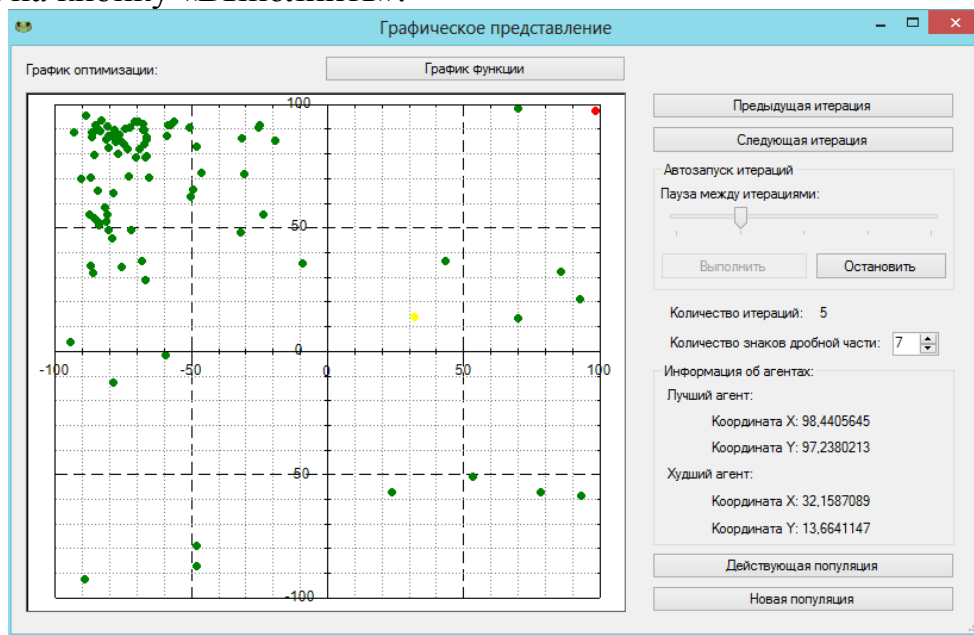 на кнопку «Выполнить».
Графическое представление
График оптимизации:
График функции
100
50
0
-100
-50
0
50
100
-50
-100
Предыдущая итерация
Следующая итерация
Автозапуск итераций
Пауза между итерациями:
Выполнить
Остановить
Количество итераций: 5
Количество знаков дробной части: 7
Информация об агентах:
Лучший агент:
Координата X: 98,4405645
Координата Y: 97,2380213
Худший агент:
Координата X: 32,1587089
Координата Y: 13,6641147
Действующая популяция
Новая популяция